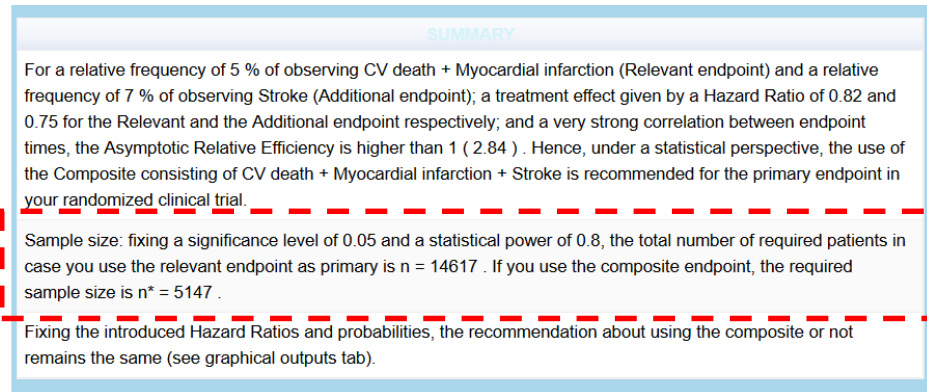 SUMMARY
For a relative frequency of 5 % of observing CV death + Myocardial infarction (Relevant endpoint) and a relative
frequency of 7 % of observing Stroke (Additional endpoint); a treatment effect given by a Hazard Ratio of 0.82 and
0.75 for the Relevant and the Additional endpoint respectively; and a very strong correlation between endpoint
times, the Asymptotic Relative Efficiency is higher than 1 ( 2.84 ) . Hence, under a statistical perspective, the use of
the Composite consisting of CV death + Myocardial infarction + Stroke is recommended for the primary endpoint in
your randomized clinical trial.
Sample size: fixing a significance level of 0.05 and a statistical power of 0.8, the total number of required patients in
case you use the relevant endpoint as primary is n = 14617 . If you use the composite endpoint, the required
sample size is n* = 5147 .
Fixing the introduced Hazard Ratios and probabilities, the recommendation about using the composite or not
remains the same (see graphical outputs tab).